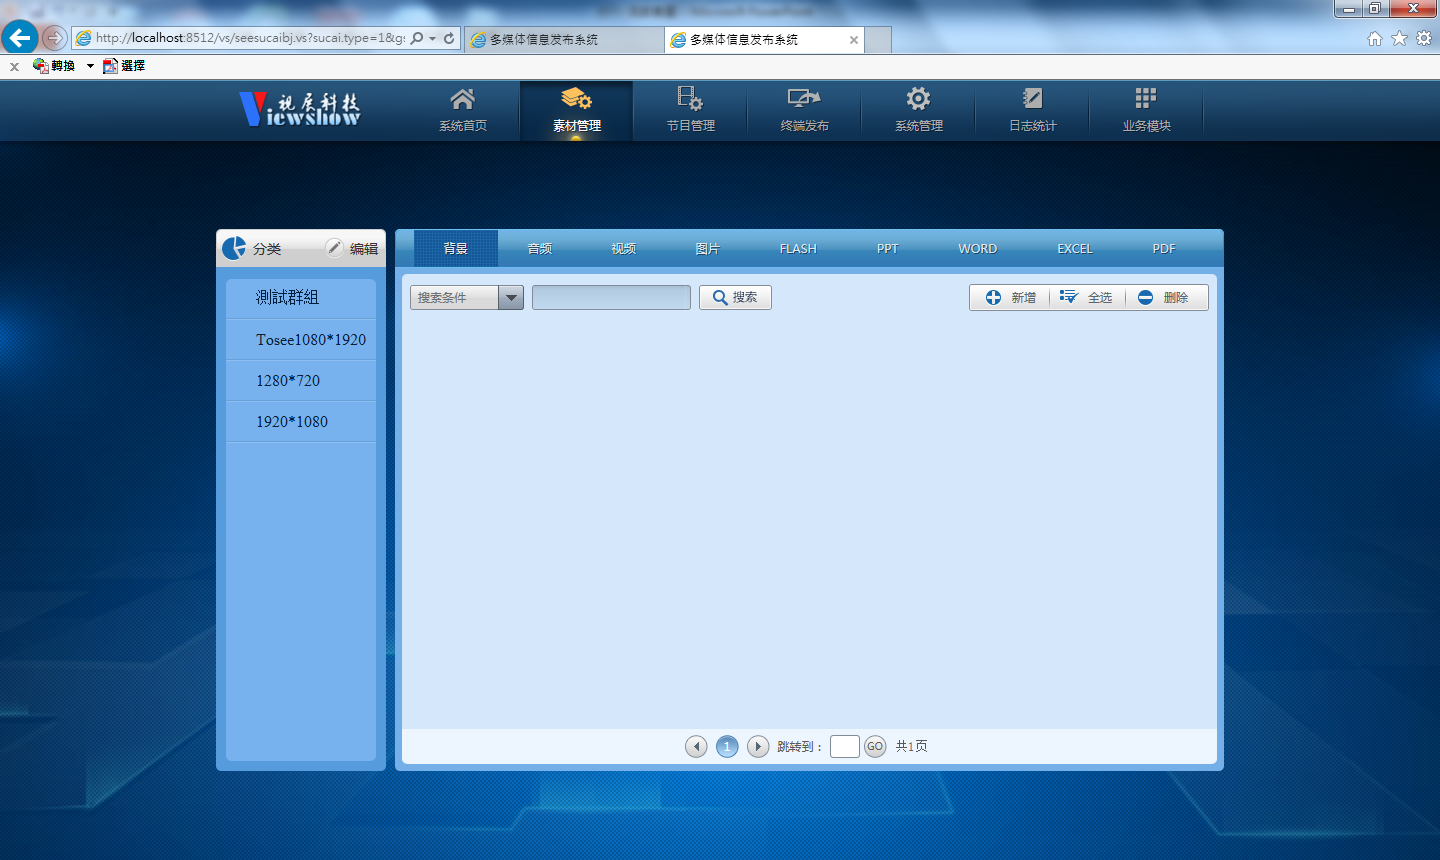 http://localhost:8512/vs/seesucaibj.vs?sucai.type=1&gs
多媒体信息发布系统
多媒体信息发布系统
轉換
選擇
视展科技
Viewshow
系统首页
素材管理
节目管理
终端发布
系统管理
日志统计
业务模块
分类
编辑
背景
音频
视频
图片
FLASH
PPT
WORD
EXCEL
PDF
測試群組
Tosee1080*1920
1280*720
1920*1080
搜索条件
搜索
新增
全选
删除
1
跳转到：
GO
共1页